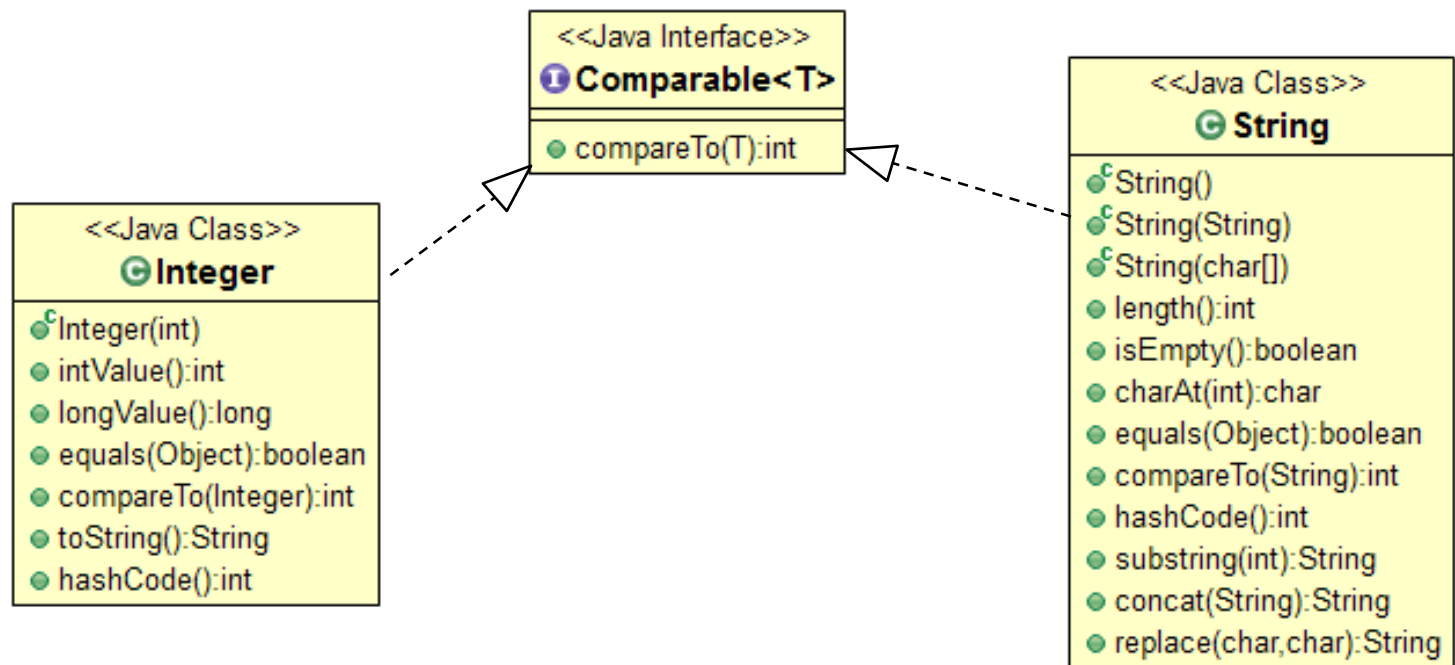 <<Java Interface>>
I Comparable<T>
compareTo(T):int
<<Java Class>>
C Integer
c Integer(int)
intValue():int
longValue():long
equals(Object):boolean
compareTo(Integer):int
toString():String
hashCode():int
<<Java Class>>
C String
c String()
c String(String)
c String(char[])
length():int
isEmpty():boolean
charAt(int):char
equals(Object):boolean
compareTo(String):int
hashCode():int
substring(int):String
concat(String):String
replace(char,char):String